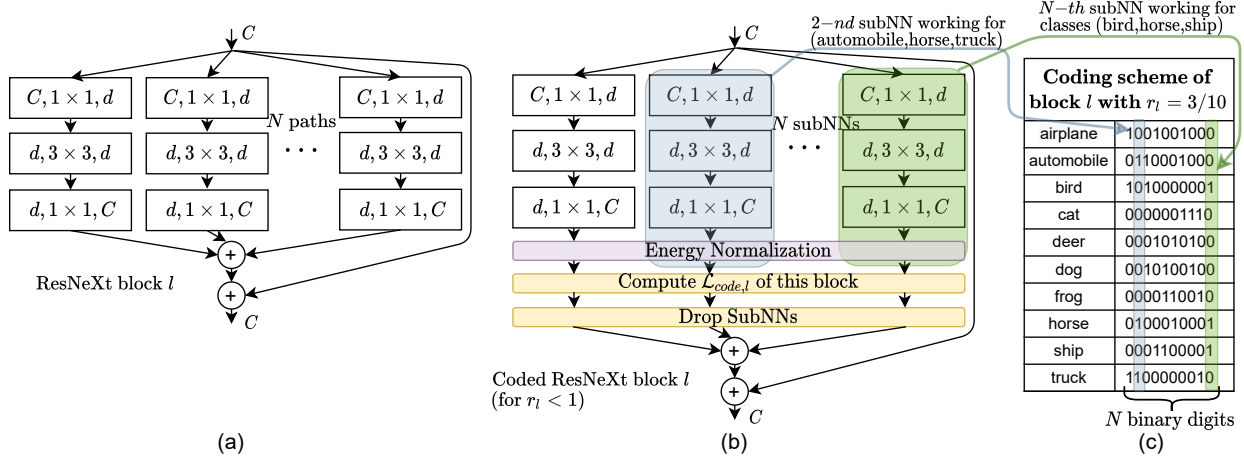 C
C, 1 × 1, d
C, 1 × 1, d
C, 1 × 1, d
N paths
d, 3 × 3, d
d, 3 × 3, d
. . .
d, 3 × 3, d
d, 1 × 1, C
d, 1 × 1, C
d, 1 × 1, C
+
ResNeXt block l
+
C
(a)
C
C, 1 × 1, d
C, 1 × 1, d
C, 1 × 1, d
N subNNs
d, 3 × 3, d
d, 3 × 3, d
. . .
d, 3 × 3, d
d, 1 × 1, C
d, 1 × 1, C
d, 1 × 1, C
Energy Normalization
Compute ℒcode,l of this block
Drop SubNNs
+
Coded ResNeXt block l
(for rl < 1)
+
C
(b)
2−nd subNN working for
(automobile,horse,truck)
N−th subNN working for
classes (bird,horse,ship)
Coding scheme of
block l with rl = 3/10
airplane 1001001000
automobile 0110001000
bird 1010000001
cat 0000001110
deer 0001010100
dog 0010100100
frog 0000110010
horse 0100010001
ship 0001100001
truck 1100000010
N binary digits
(c)